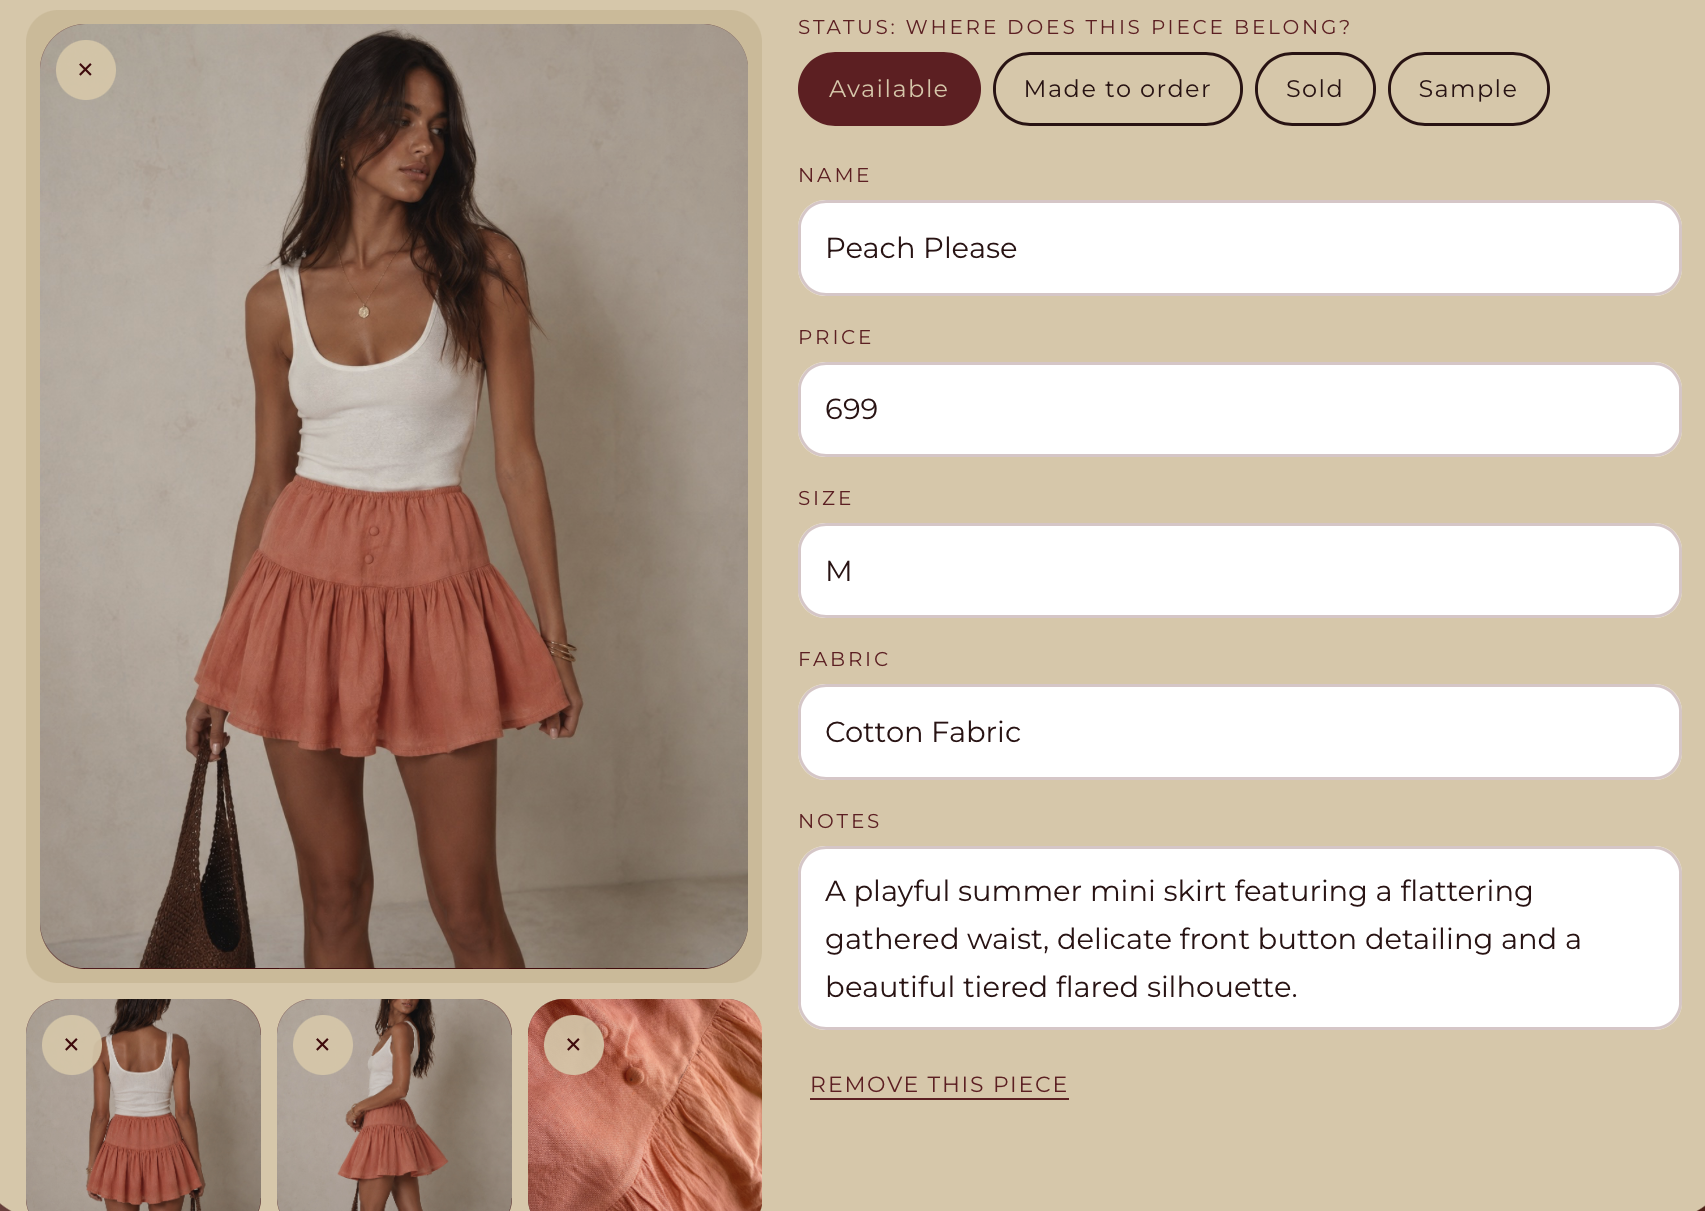 STATUS: WHERE DOES THIS PIECE BELONG?
Available
Made to order
Sold
Sample
NAME
Peach Please
PRICE
699
SIZE
M
FABRIC
Cotton Fabric
NOTES
A playful summer mini skirt featuring a flattering
gathered waist, delicate front button detailing and a
beautiful tiered flared silhouette.
REMOVE THIS PIECE